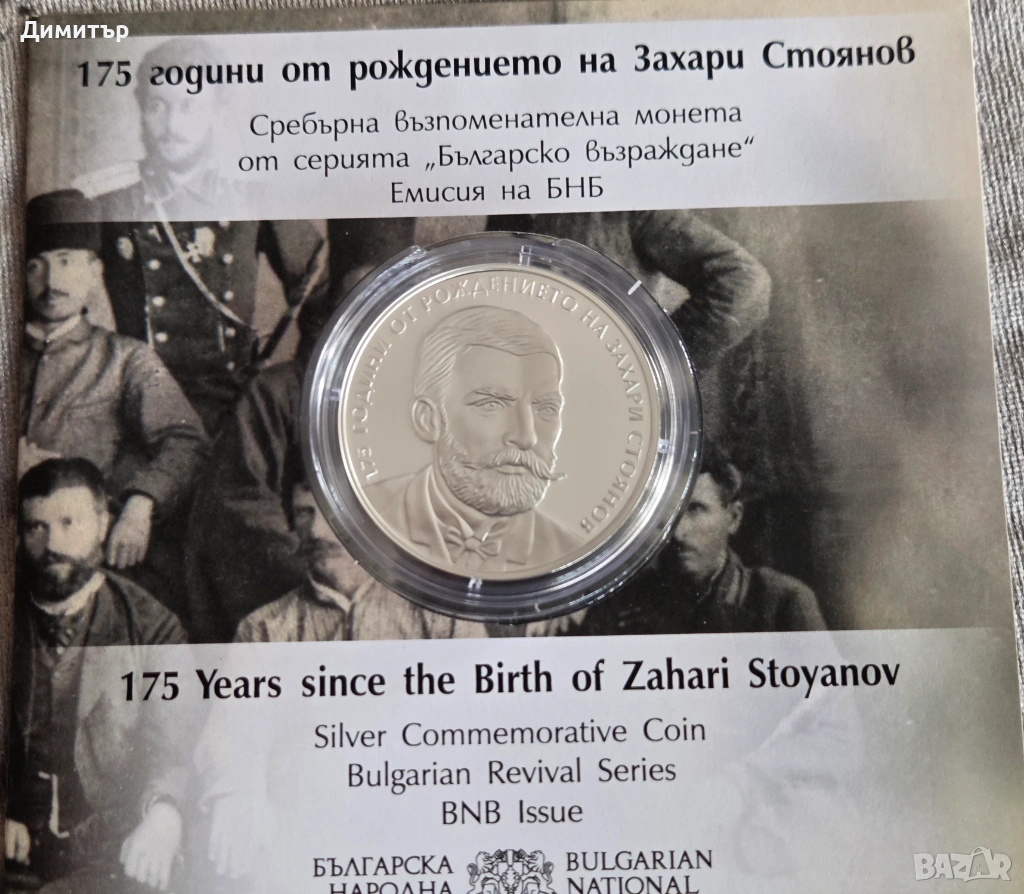 Димитър
175 години от рождението на Захари Стоянов
Сребърна възпоменателна монета
от серията „Българско възраждане“
Емисия на БНБ
175 ГОДИНИ ОТ РОЖДЕНИЕТО НА ЗАХАРИ СТОЯНОВ
175 Years since the Birth of Zahari Stoyanov
Silver Commemorative Coin
Bulgarian Revival Series
BNB Issue
БЪЛГАРСКА BULGARIAN
НАРОДНА NATIONAL
BAZAR